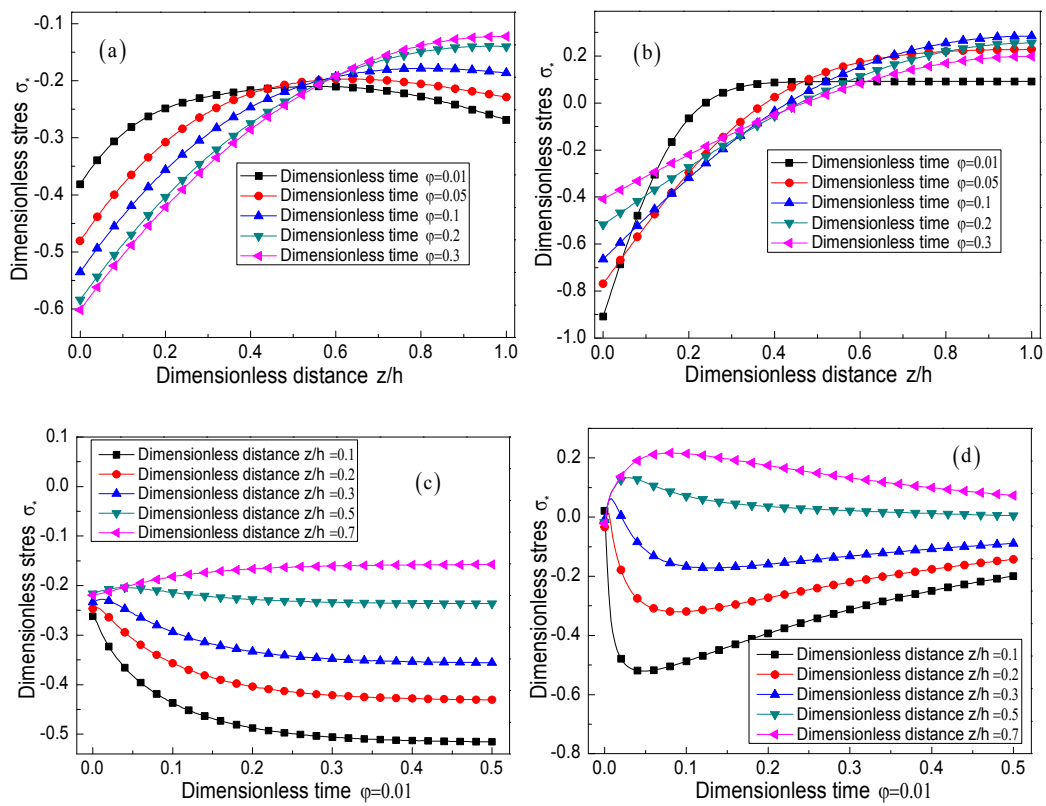 (a)
-0.1
-0.2
-0.3
-0.4
-0.5
-0.6
Dimensionless stres σ*
Dimensionless time φ=0.01
Dimensionless time φ=0.05
Dimensionless time φ=0.1
Dimensionless time φ=0.2
Dimensionless time φ=0.3
0.0 0.2 0.4 0.6 0.8 1.0
Dimensionless distance z/h
(b)
0.2
0.0
-0.2
-0.4
-0.6
-0.8
-1.0
Dimensionless stres σ*
Dimensionless time φ=0.01
Dimensionless time φ=0.05
Dimensionless time φ=0.1
Dimensionless time φ=0.2
Dimensionless time φ=0.3
0.0 0.2 0.4 0.6 0.8 1.0
Dimensionless distance z/h
0.1
0.0
-0.1
-0.2
-0.3
-0.4
-0.5
Dimensionless stres σ*
Dimensionless distance z/h =0.1
Dimensionless distance z/h =0.2
Dimensionless distance z/h =0.3
Dimensionless distance z/h =0.5
Dimensionless distance z/h =0.7
(c)
0.0 0.1 0.2 0.3 0.4 0.5
Dimensionless time φ=0.01
(d)
0.2
0.0
-0.2
-0.4
-0.6
-0.8
Dimensionless stres σ*
Dimensionless distance z/h =0.1
Dimensionless distance z/h =0.2
Dimensionless distance z/h =0.3
Dimensionless distance z/h =0.5
Dimensionless distance z/h =0.7
0.0 0.1 0.2 0.3 0.4 0.5
Dimensionless time φ=0.01